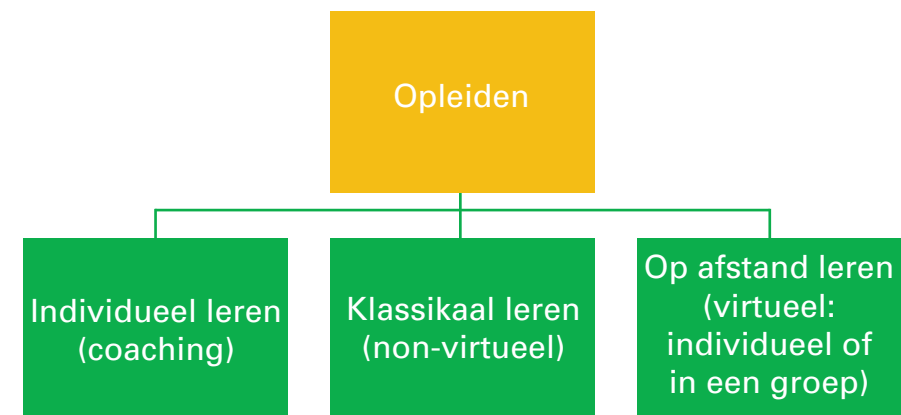 Opleiden
Individueel leren
(coaching)
Klassikaal leren
(non-virtueel)
Op afstand leren
(virtueel:
individueel of
in een groep)